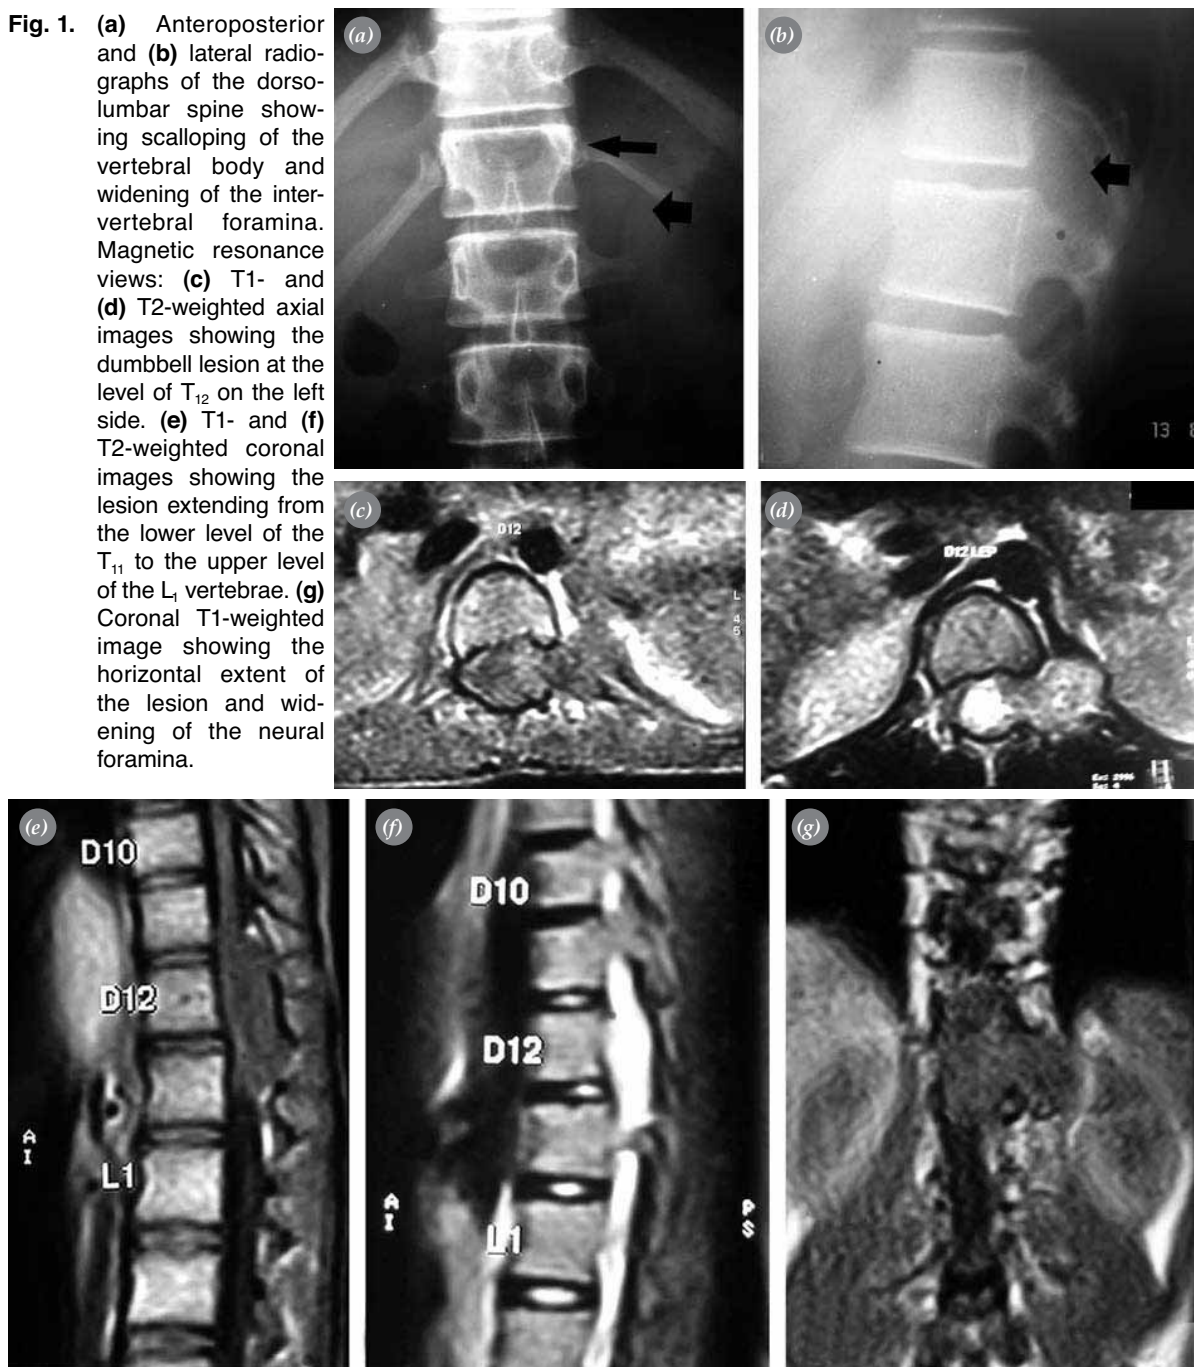 Fig. 1. (a) Anteroposterior
and (b) lateral radio-
graphs of the dorso-
lumbar spine show-
ing scalloping of the
vertebral body and
widening of the inter-
vertebral foramina.
Magnetic resonance
views: (c) T1- and
(d) T2-weighted axial
images showing the
dumbbell lesion at the
level of T12 on the left
side. (e) T1- and (f)
T2-weighted coronal
images showing the
lesion extending from
the lower level of the
T11 to the upper level
of the L1 vertebrae. (g)
Coronal T1-weighted
image showing the
horizontal extent of
the lesion and wid-
ening of the neural
foramina.
(a)
(b)
13 8
(c)
D12
L
4
5
(d)
D12 LEP
(e)
D10
D12
L1
A
I
(f)
D10
D12
L1
A
I
P
S
(g)